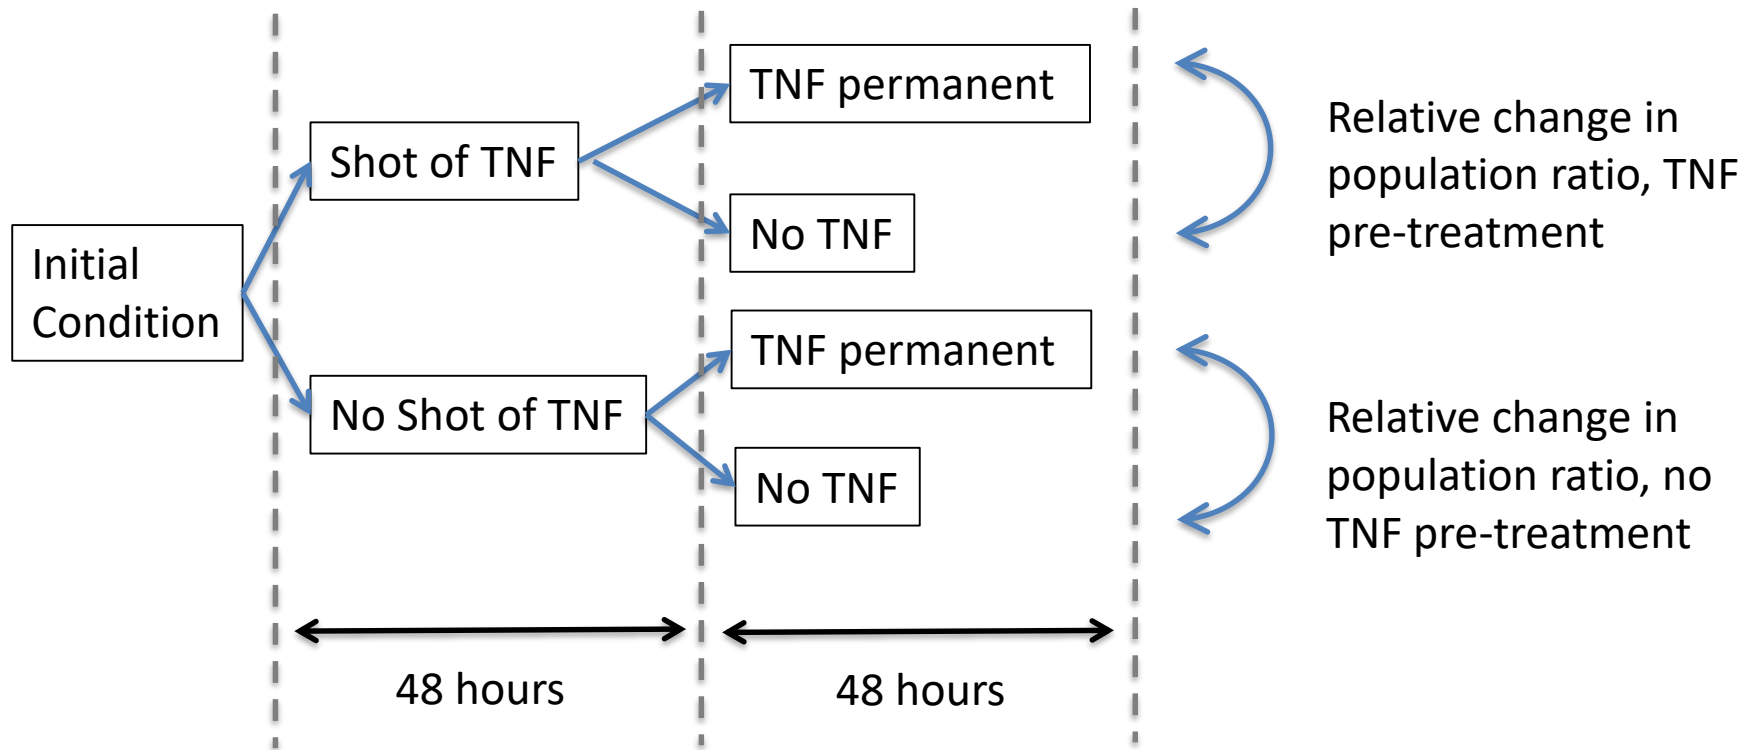 Initial
Condition
Shot of TNF
No Shot of TNF
TNF permanent
No TNF
TNF permanent
No TNF
Relative change in
population ratio, TNF
pre-treatment
Relative change in
population ratio, no
TNF pre-treatment
48 hours
48 hours